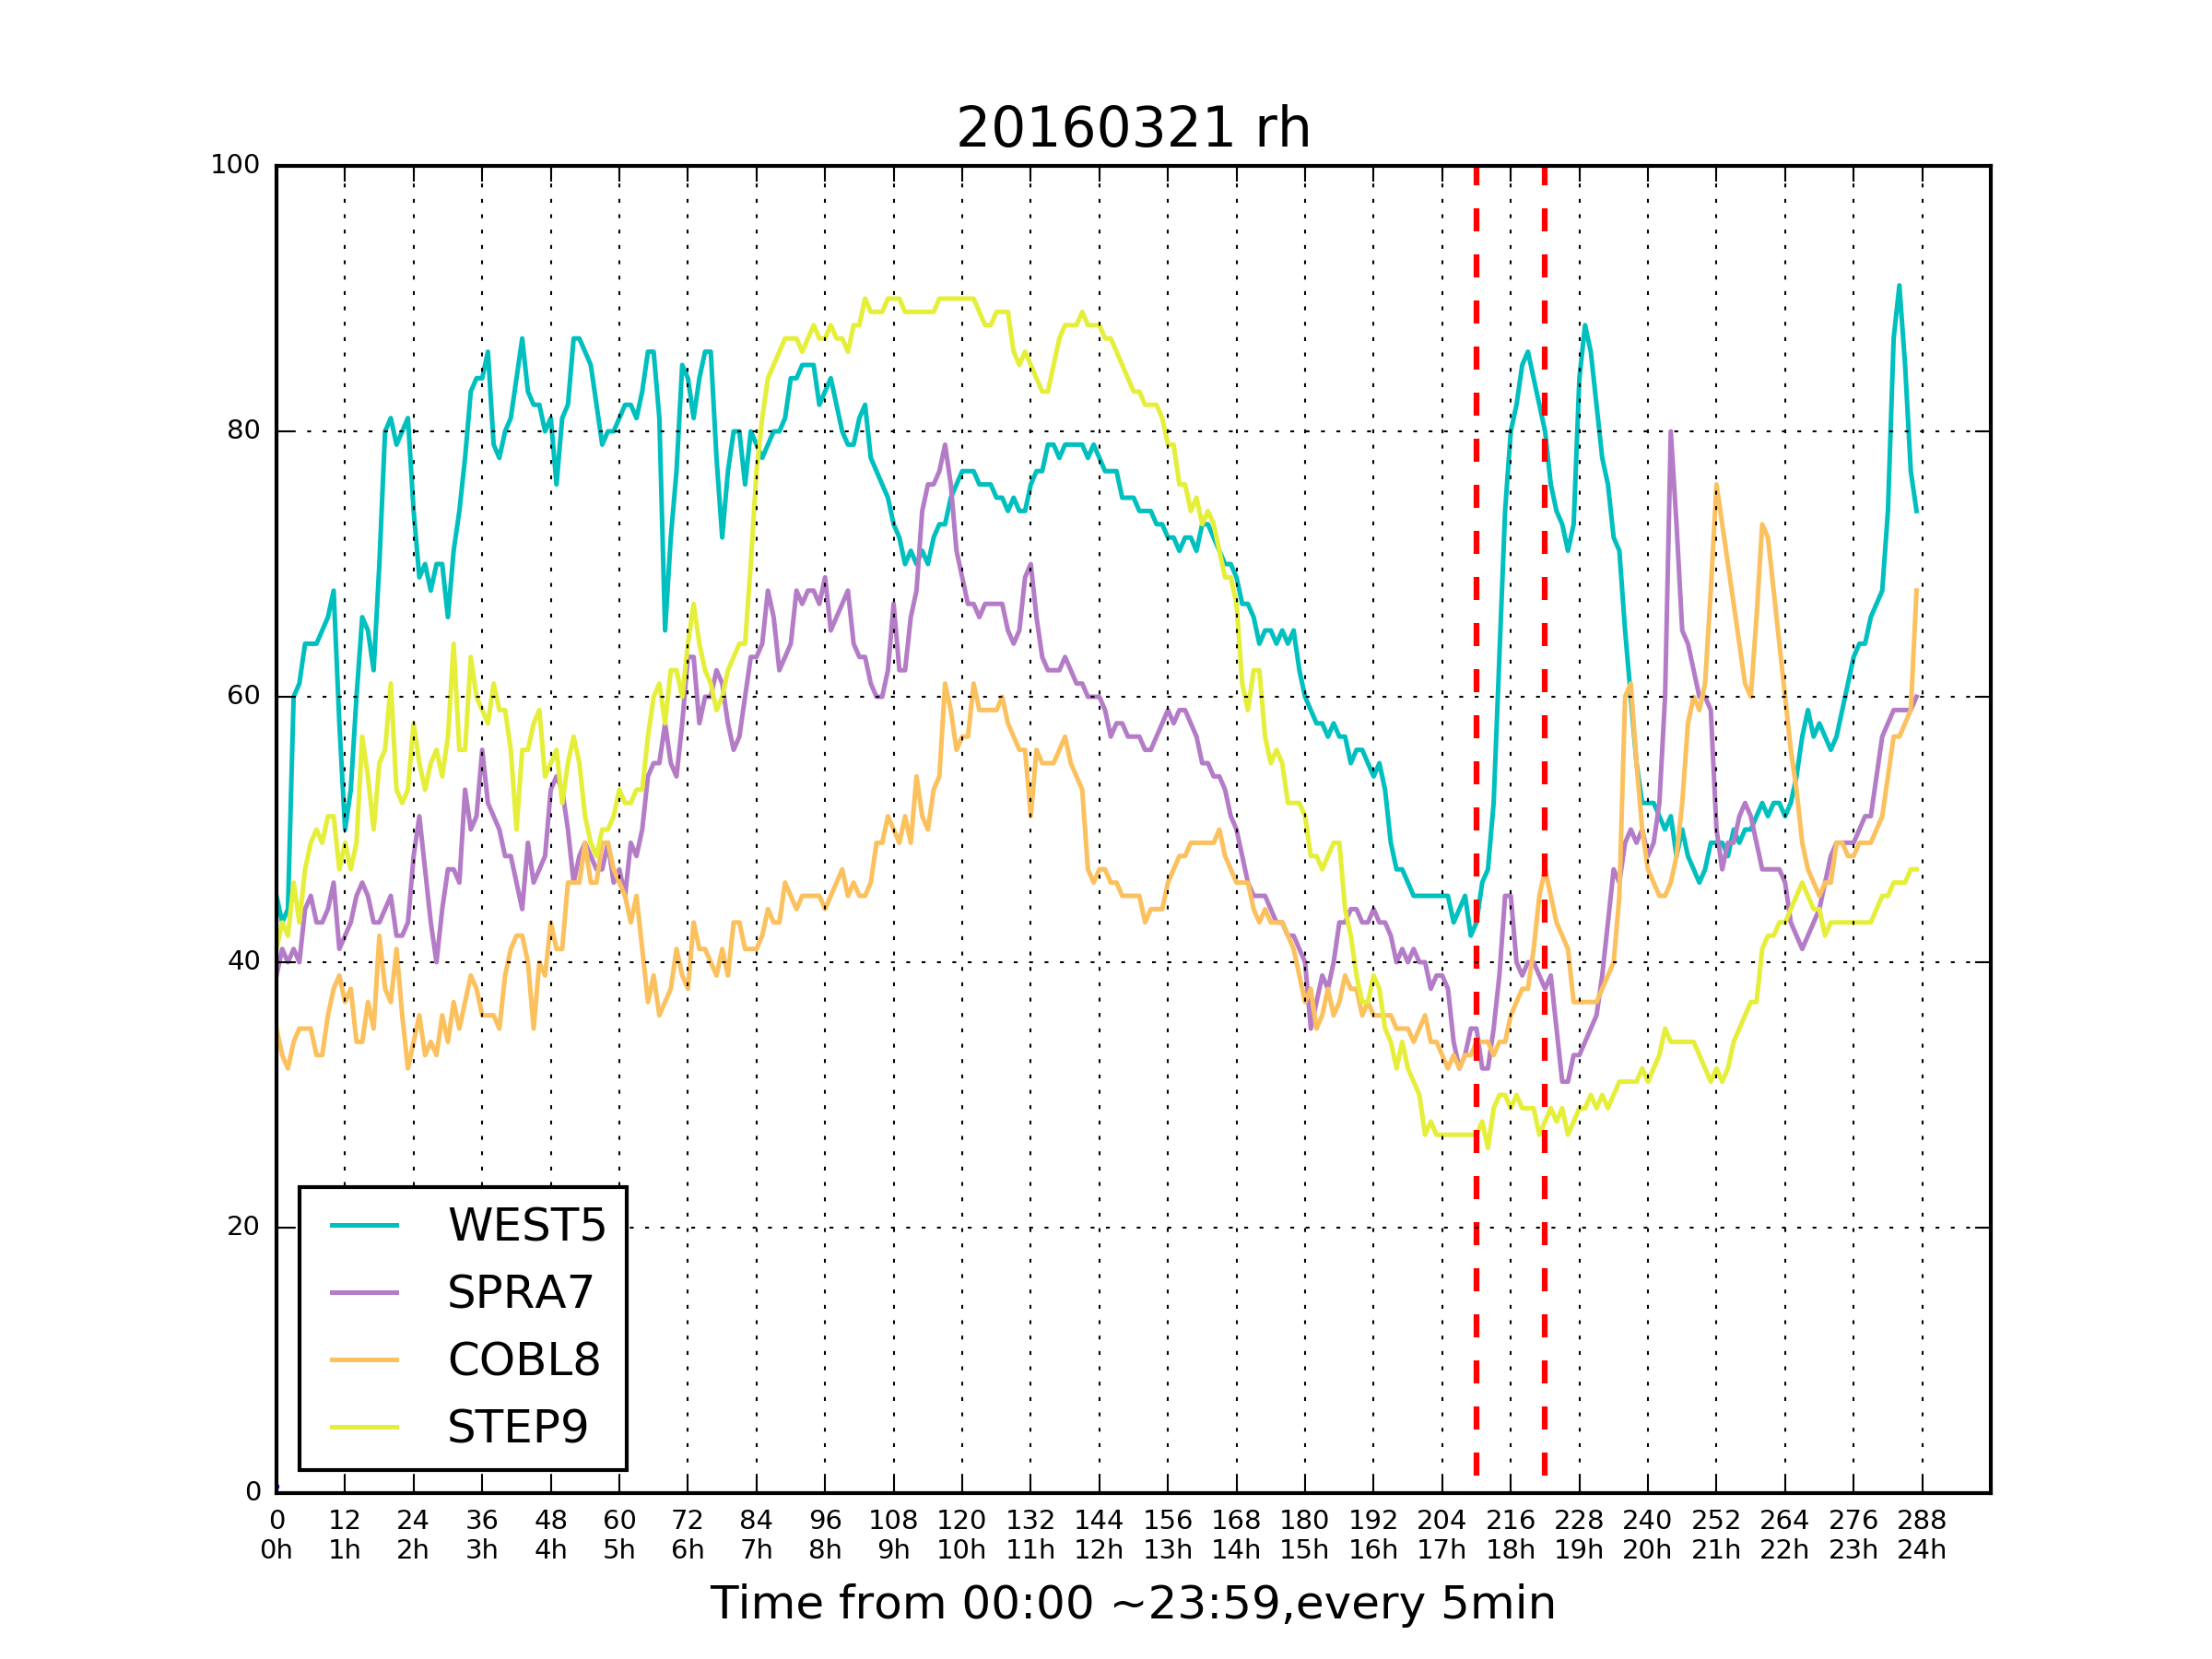 20160321 rh
100
80
60
40
20
0
WEST5
SPRA7
COBL8
STEP9
0 12 24 36 48 60 72 84 96 108 120 132 144 156 168 180 192 204 216 228 240 252 264 276 288
0h 1h 2h 3h 4h 5h 6h 7h 8h 9h 10h 11h 12h 13h 14h 15h 16h 17h 18h 19h 20h 21h 22h 23h 24h
Time from 00:00 ~23:59,every 5min